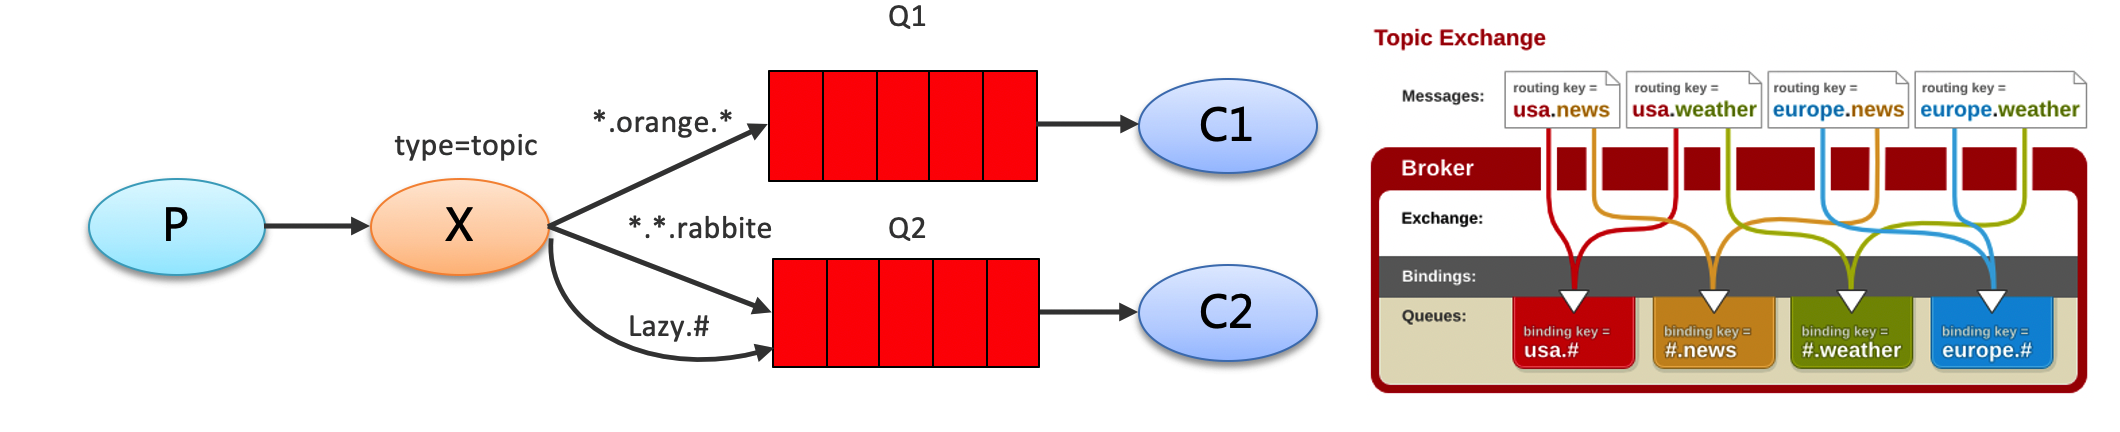 Q1
*.orange.*
type=topic
C1
P
X
*.*.rabbite
Q2
Lazy.#
C2
Topic Exchange
Messages:
routing key =
usa.news
routing key =
usa.weather
routing key =
europe.news
routing key =
europe.weather
Broker
Exchange:
Bindings:
Queues:
binding key =
usa.#
binding key =
#.news
binding key =
#.weather
binding key =
europe.#